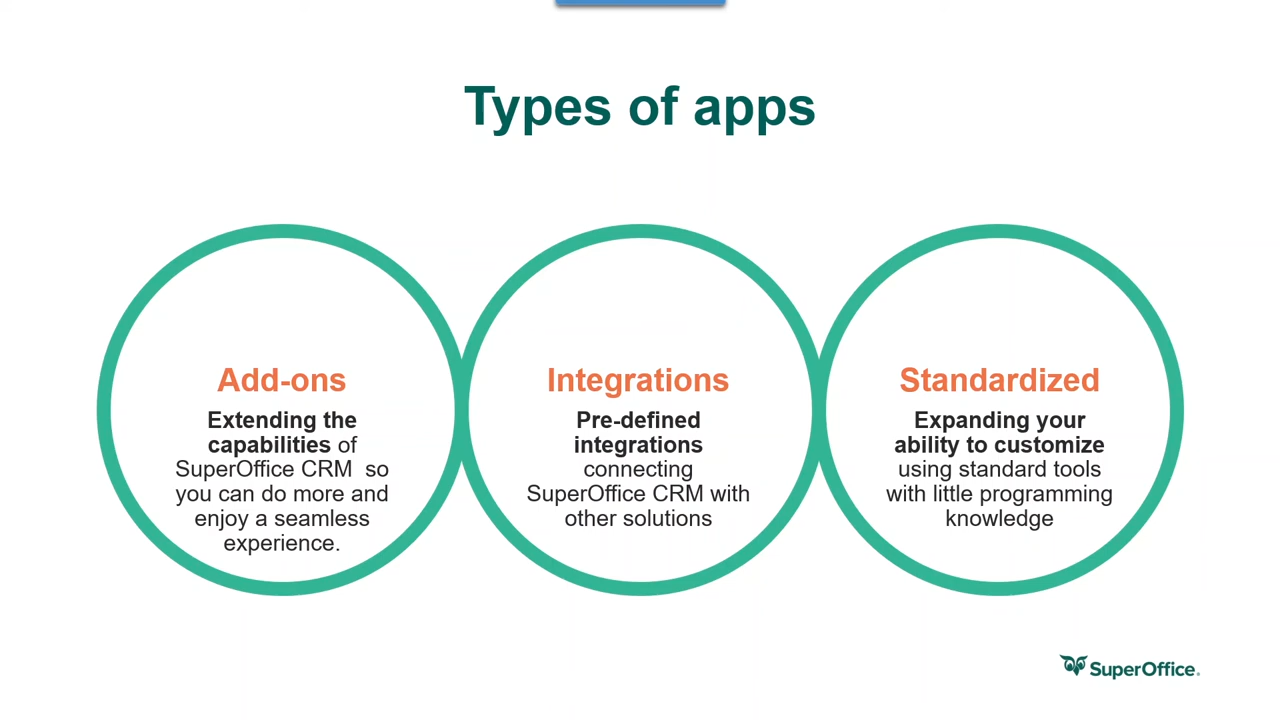 Types of apps
Add-ons
Extending the
capabilities of
SuperOffice CRM  so
you can do more and
enjoy a seamless
experience.
Integrations
Pre-defined
integrations
connecting
SuperOffice CRM with
other solutions
Standardized
Expanding your
ability to customize
using standard tools
with little programming
knowledge
SuperOffice.